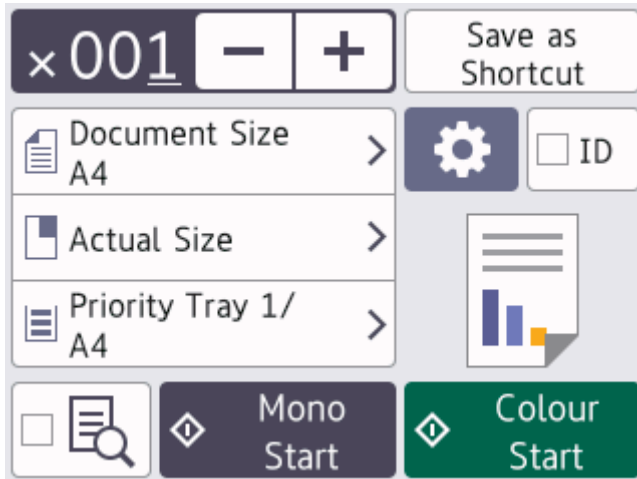 ×001
Save as
Shortcut
Document Size
A4
ID
Actual Size
Priority Tray 1/
A4
Mono
Start
Colour
Start